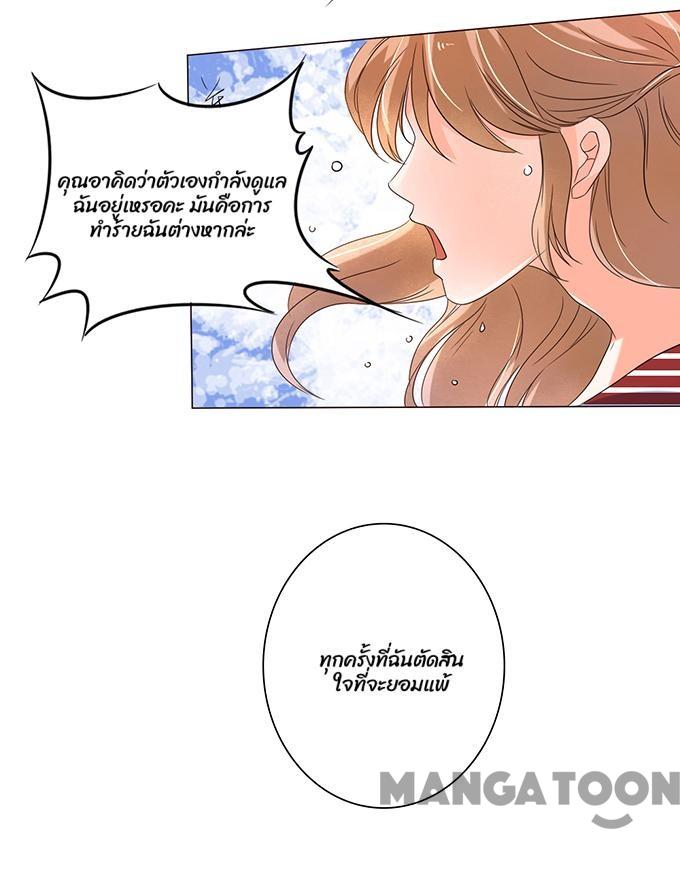 คุณอาคิดว่าตัวเองกำลังดูแล
ฉันอยู่เหรอคะ มันคือการ
ทำร้ายฉันต่างหากล่ะ
ทุกครั้งที่ฉันตัดสิน
ใจที่จะยอมแพ้
MANGATOON